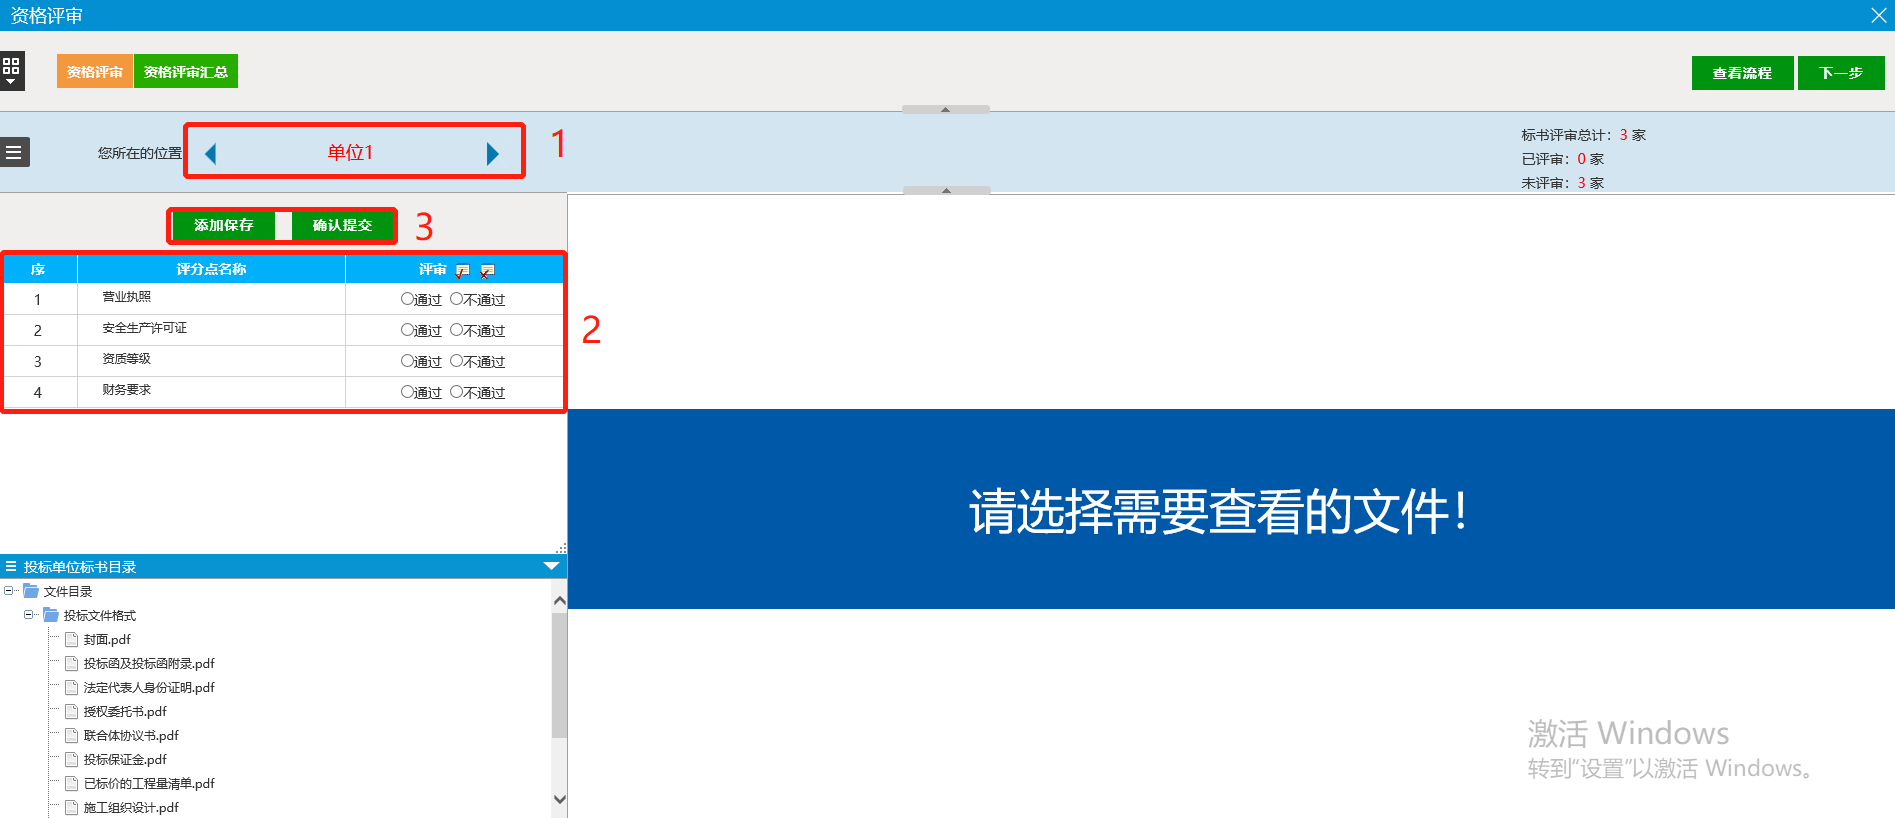 资格评审
资格评审 资格评审汇总 查看流程 下一步
您所在的位置 单位1 1
标书评审总计：3 家
已评审：0 家
未评审：3 家
添加保存 确认提交 3
序 评分点名称 评审
1 营业执照 通过 不通过
2 安全生产许可证 通过 不通过
3 资质等级 通过 不通过
4 财务要求 通过 不通过
2
请选择需要查看的文件！
投标单位标书目录
文件目录
投标文件格式
封面.pdf
投标函及投标函附录.pdf
法定代表人身份证明.pdf
授权委托书.pdf
联合体协议书.pdf
投标保证金.pdf
已标价的工程量清单.pdf
施工组织设计.pdf
激活 Windows
转到“设置”以激活 Windows。